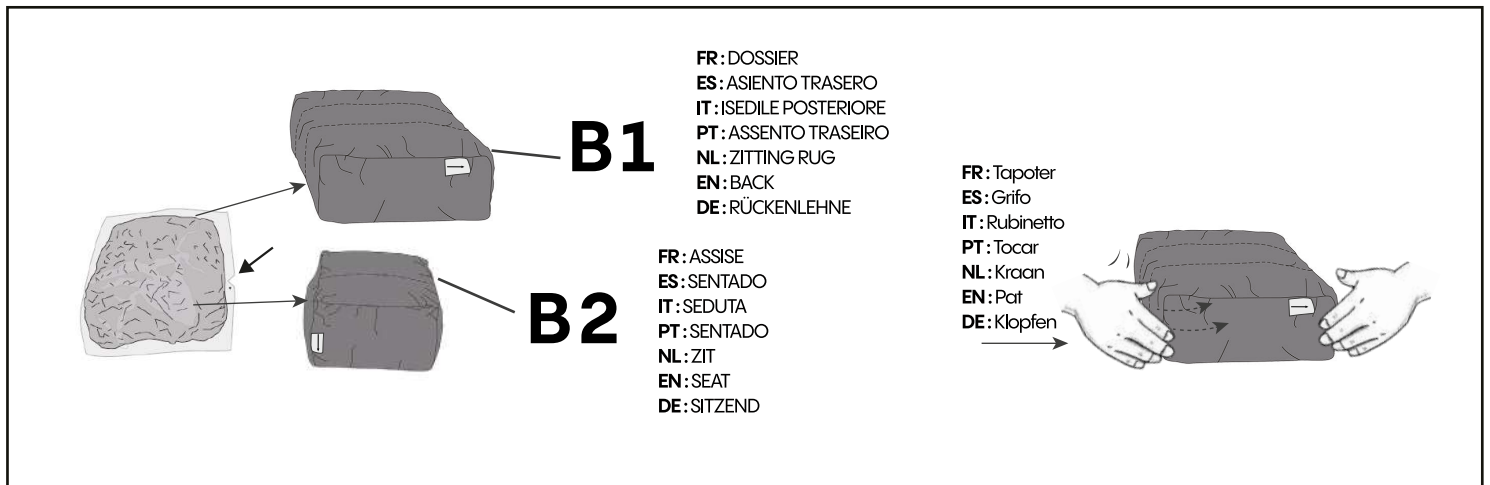 B1
FR: DOSSIER
ES: ASIENTO TRASERO
IT: ISEDILE POSTERIORE
PT: ASSENTO TRASEIRO
NL: ZITTING RUG
EN: BACK
DE: RÜCKENLEHNE
B2
FR: ASSISE
ES: SENTADO
IT: SEDUTA
PT: SENTADO
NL: ZIT
EN: SEAT
DE: SITZEND
FR: Tapoter
ES: Grifo
IT: Rubinetto
PT: Tocar
NL: Kraan
EN: Pat
DE: Klopfen